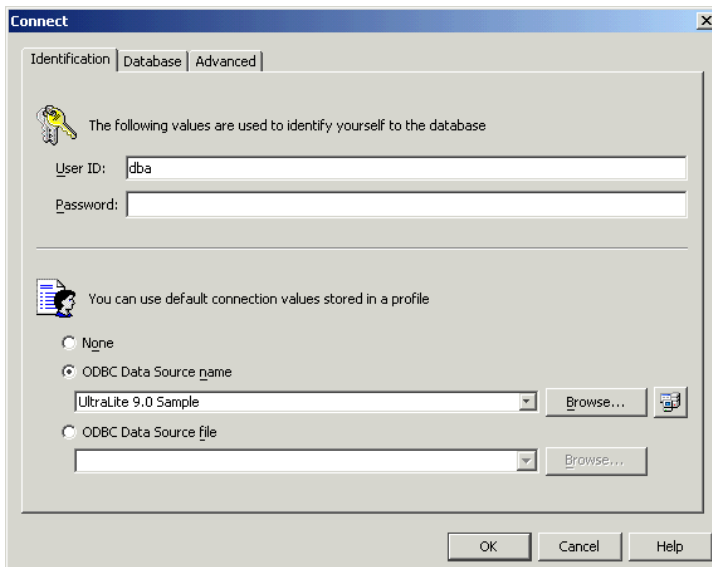 Connect
Identification Database Advanced
The following values are used to identify yourself to the database
User ID: dba
Password:
You can use default connection values stored in a profile
None
ODBC Data Source name
UltraLite 9.0 Sample Browse...
ODBC Data Source file
Browse...
OK Cancel Help